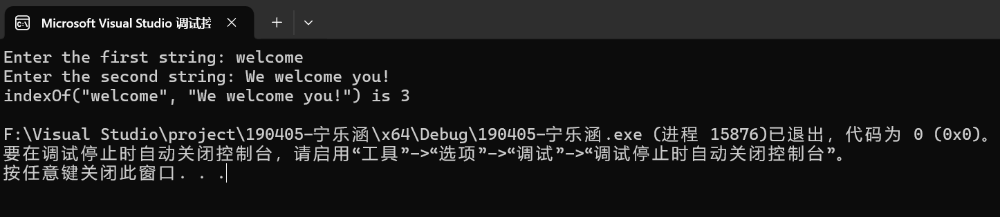 Microsoft Visual Studio 调试控
Enter the first string: welcome
Enter the second string: We welcome you!
indexOf("welcome", "We welcome you!") is 3
F:\Visual Studio\project\190405-宁乐涵\x64\Debug\190405-宁乐涵.exe (进程 15876)已退出，代码为 0 (0x0)。
要在调试停止时自动关闭控制台，请启用“工具”->“选项”->“调试”->“调试停止时自动关闭控制台”。
按任意键关闭此窗口. . .